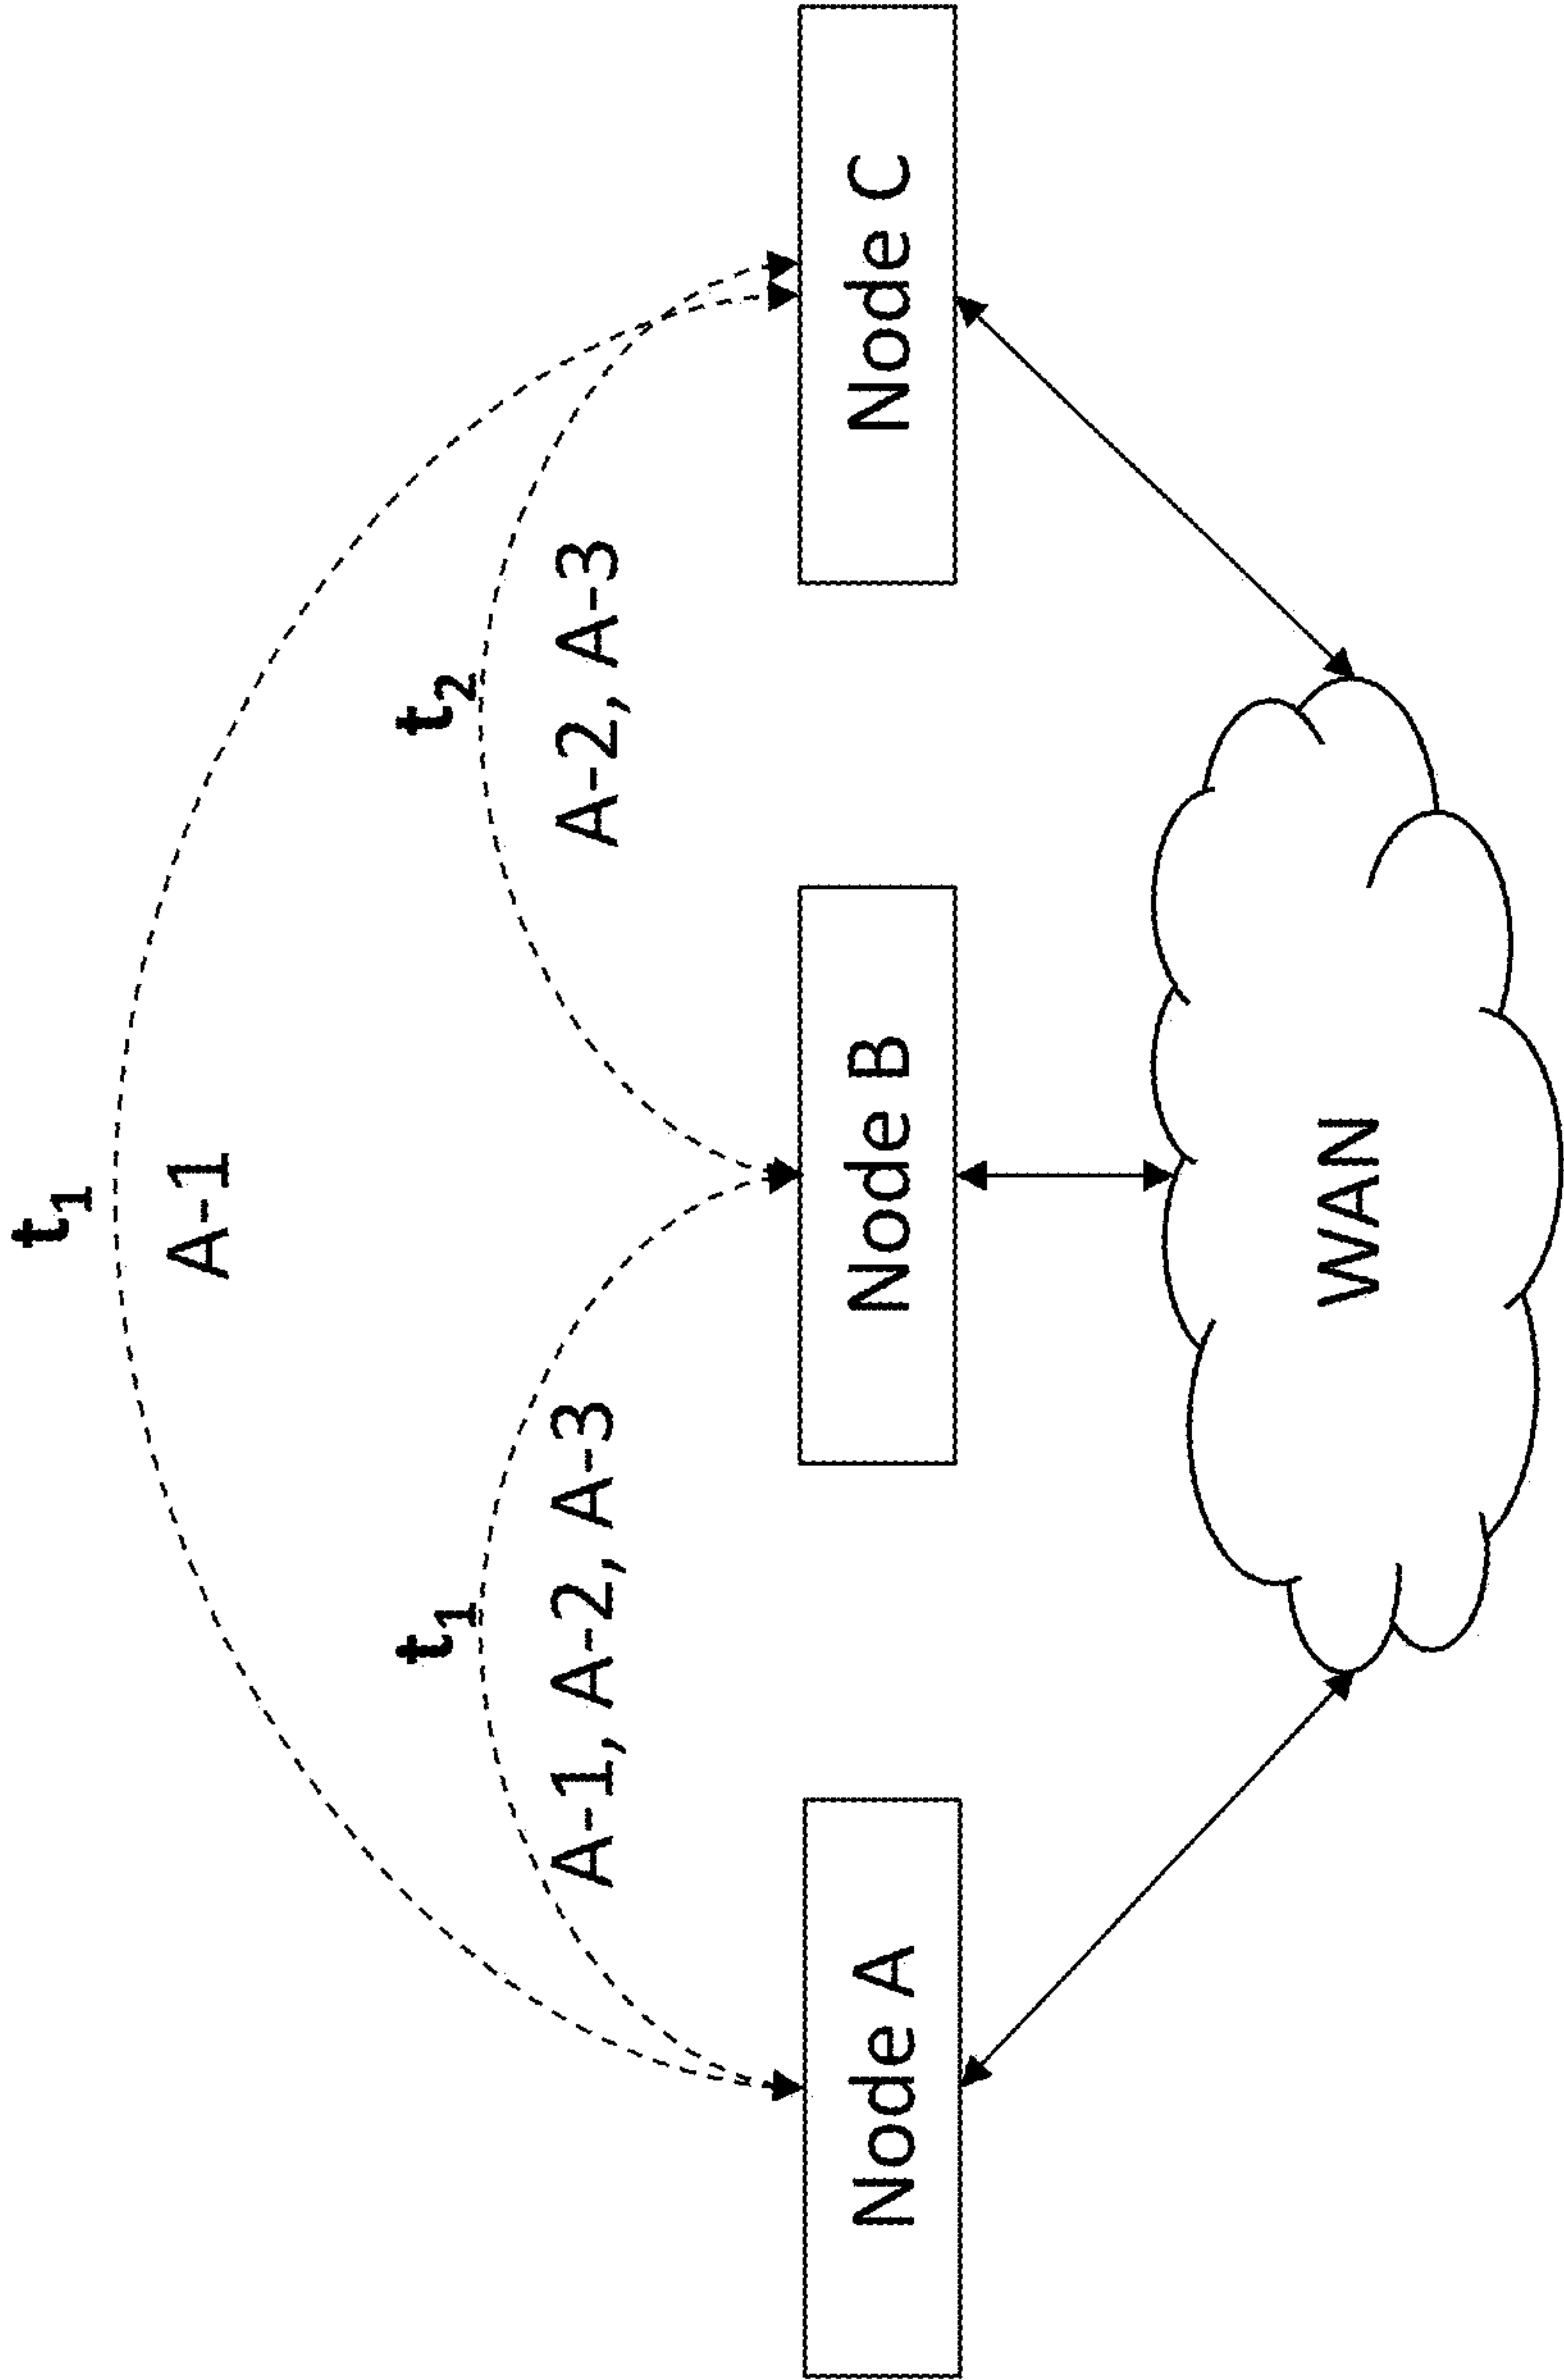 t1
A-1
t1
t2
A-1, A-2, A-3
A-2, A-3
Node A
Node B
Node C
WAN